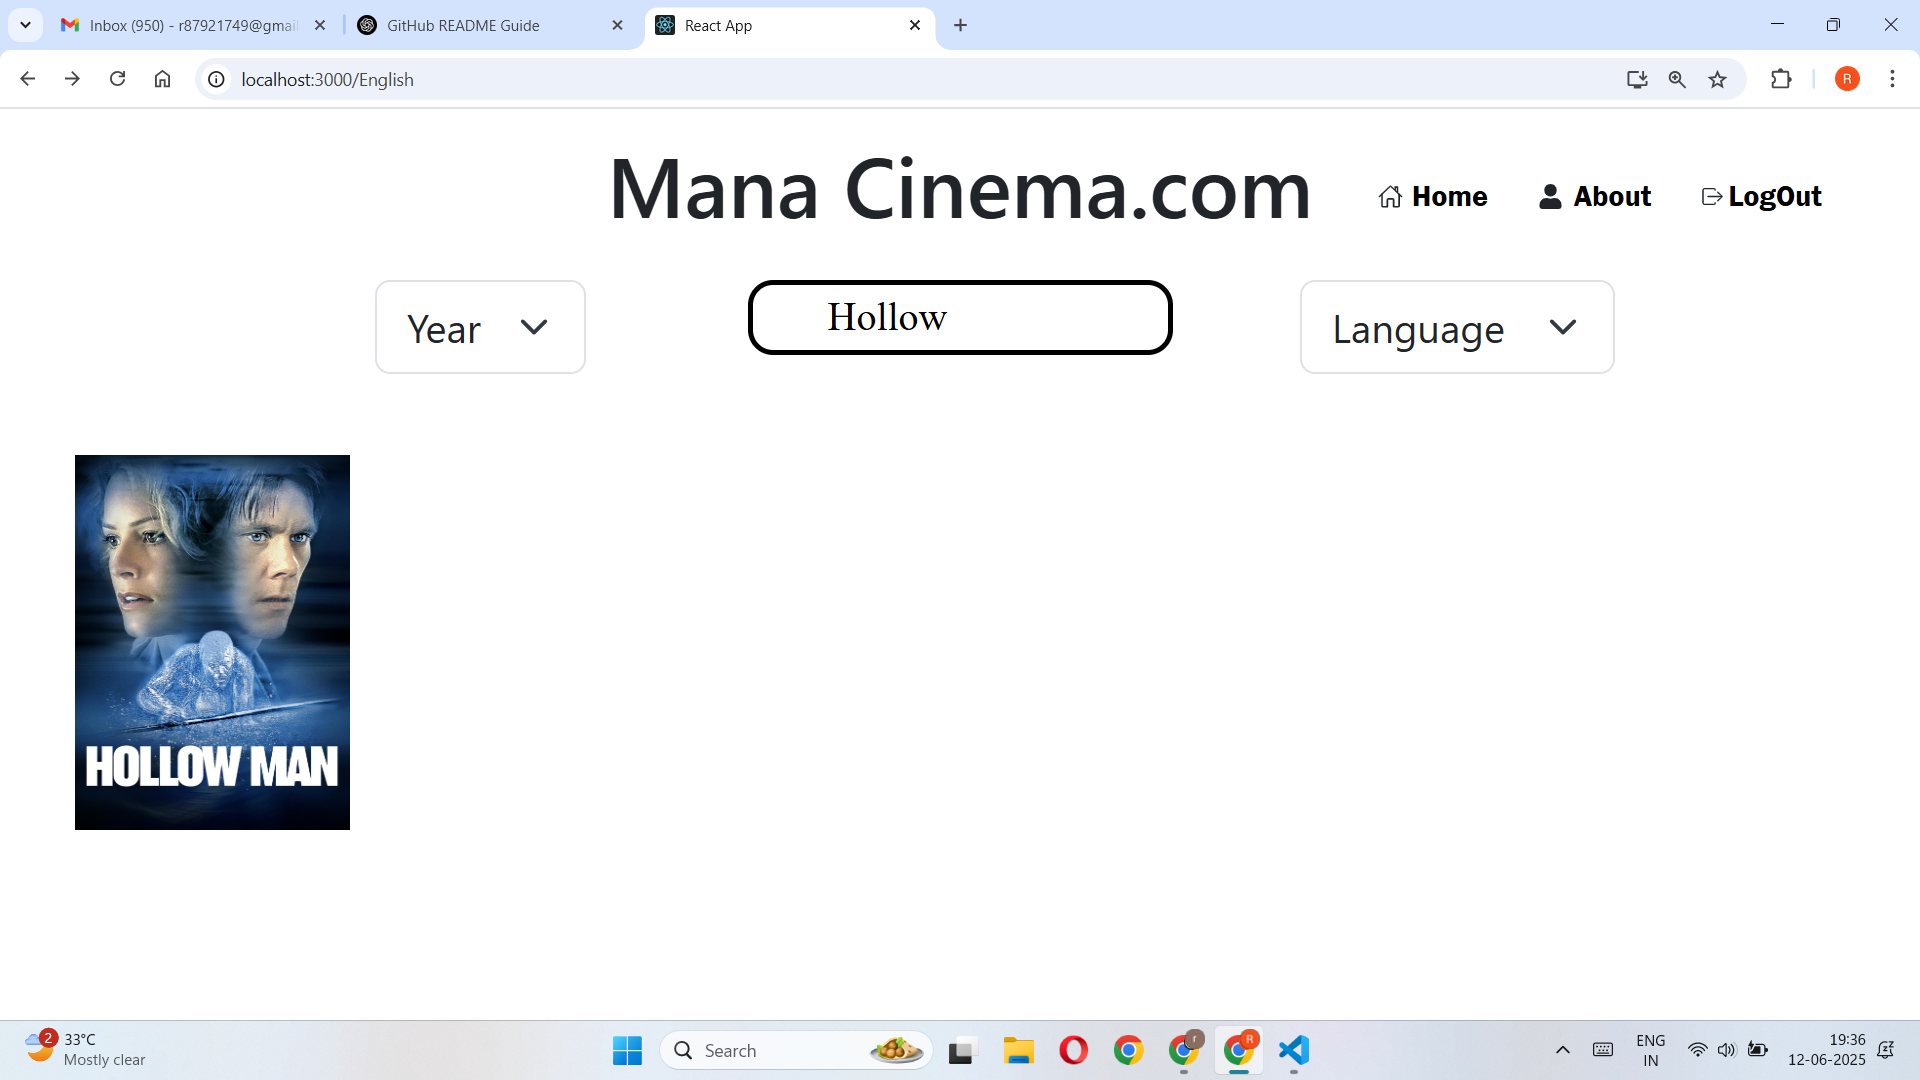 Inbox (950) - r87921749@gmai
GitHub README Guide
React App
localhost:3000/English
R
Mana Cinema.com
Home
About
LogOut
Year
Hollow
Language
HOLLOW MAN
2
33°C
Mostly clear
Search
r
R
ENG
IN
19:36
12-06-2025